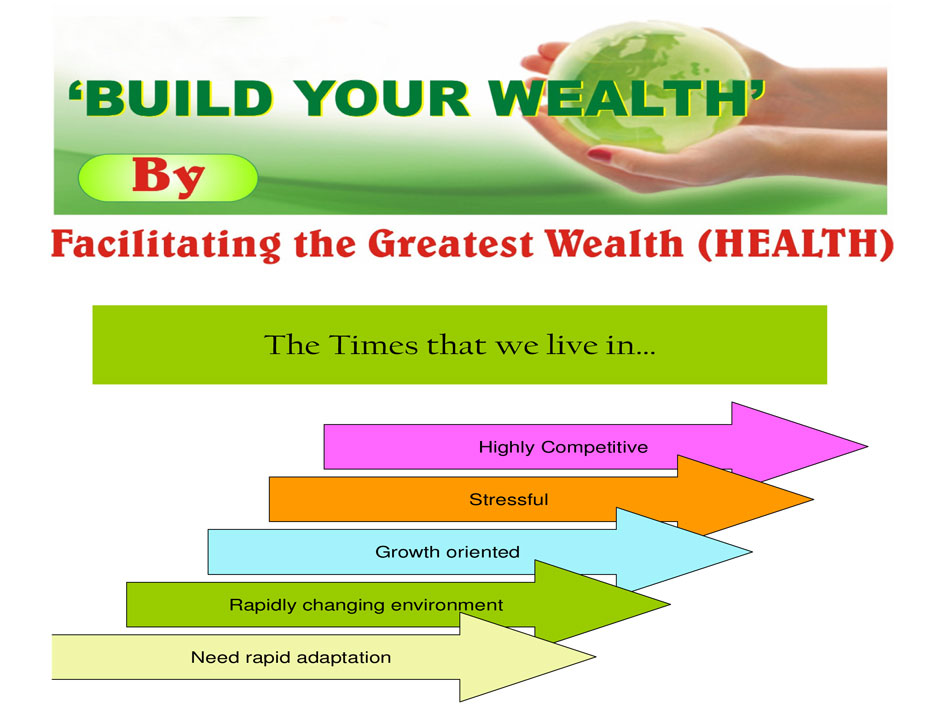 ‘BUILD YOUR WEALTH’
By
Facilitating the Greatest Wealth (HEALTH)
The Times that we live in...
Highly Competitive
Stressful
Growth oriented
Rapidly changing environment
Need rapid adaptation